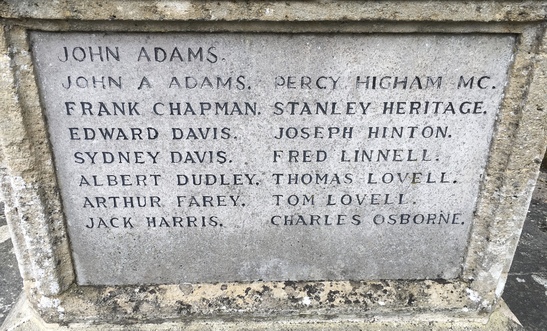 JOHN ADAMS.
JOHN A ADAMS. PERCY HIGHAM MC.
FRANK CHAPMAN. STANLEY HERITAGE.
EDWARD DAVIS. JOSEPH HINTON.
SYDNEY DAVIS. FRED LINNELL.
ALBERT DUDLEY. THOMAS LOVELL.
ARTHUR FAREY. TOM LOVELL.
JACK HARRIS. CHARLES OSBORNE.